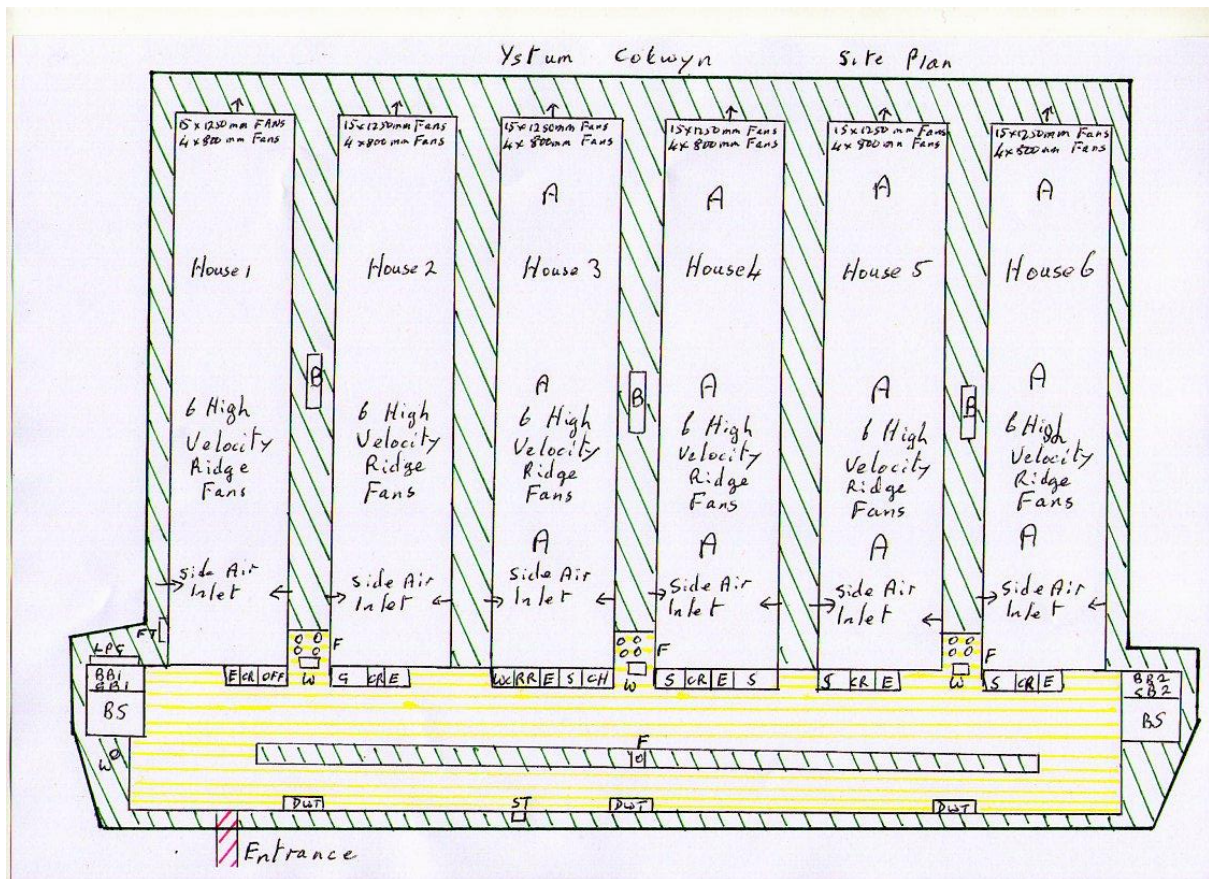 Ystum Colwyn Site Plan
15x1250mm FANS
4x800mm Fans
15x1250mm Fans
4x800mm Fans
15x1250mm Fans
4x800mm Fans
15x1250mm Fans
4x800mm Fans
15x1250mm Fans
4x800mm Fans
15x1250mm Fans
4x800mm Fans
A A A A
House 1 House 2 House 3 House 4 House 5 House 6
B B B
A A A A
6 High
Velocity
Ridge
Fans
6 High
Velocity
Ridge
Fans
6 High
Velocity
Ridge
Fans
6 High
Velocity
Ridge
Fans
6 High
Velocity
Ridge
Fans
6 High
Velocity
Ridge
Fans
A A A A
Side Air
Inlet
Side Air
Inlet
Side Air
Inlet
Side Air
Inlet
Side Air
Inlet
Side Air
Inlet
FT
F F F
LPG
E CR OFF W G CR E WC RR E S CH W S CR E S S CR E W S CR E
BB1
GB1
BS
BB2
GB2
BS
W
F
DWT ST DWT DWT
Entrance